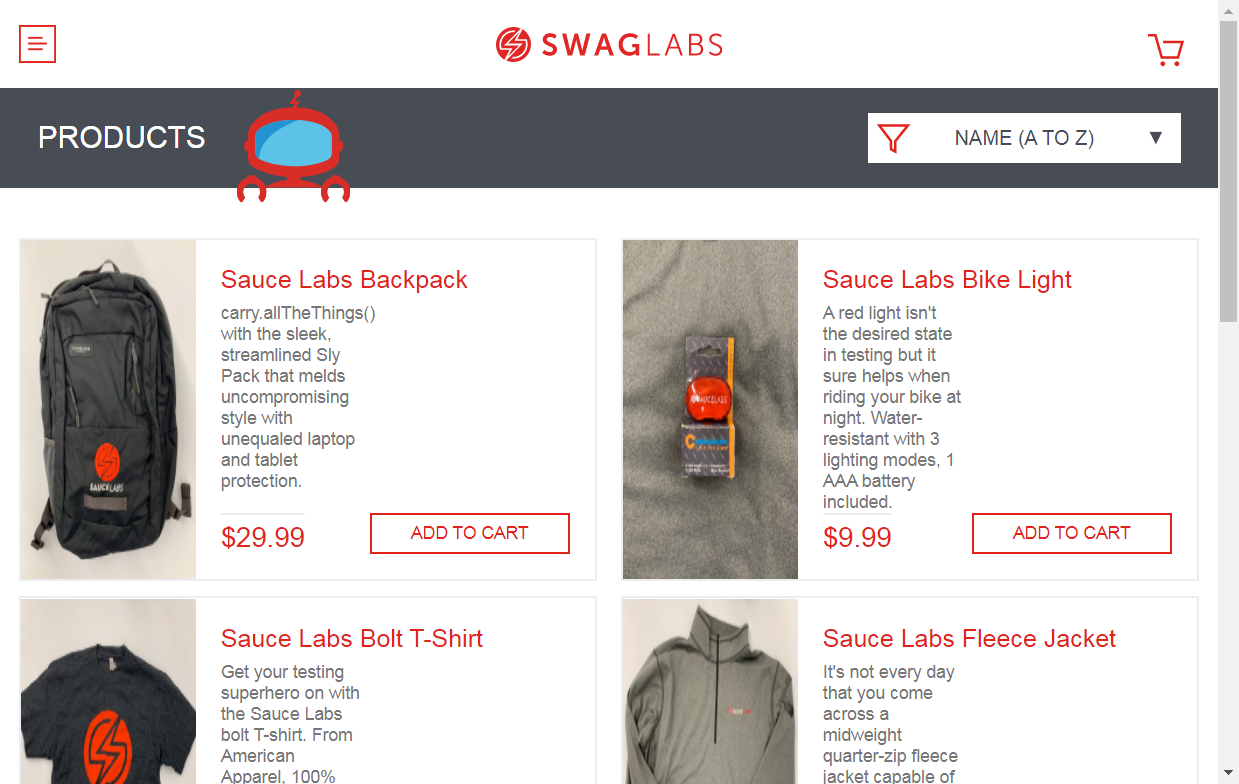 SWAGLABS
PRODUCTS
NAME (A TO Z)
Sauce Labs Backpack
carry.allTheThings()
with the sleek,
streamlined Sly
Pack that melds
uncompromising
style with
unequaled laptop
and tablet
protection.
$29.99
ADD TO CART
SAUCELABS
Sauce Labs Bike Light
A red light isn't
the desired state
in testing but it
sure helps when
riding your bike at
night. Water-
resistant with 3
lighting modes, 1
AAA battery
included.
$9.99
ADD TO CART
SAUCELABS
Sauce Labs Bolt T-Shirt
Get your testing
superhero on with
the Sauce Labs
bolt T-shirt. From
American
Apparel, 100%
Sauce Labs Fleece Jacket
It's not every day
that you come
across a
midweight
quarter-zip fleece
jacket capable of